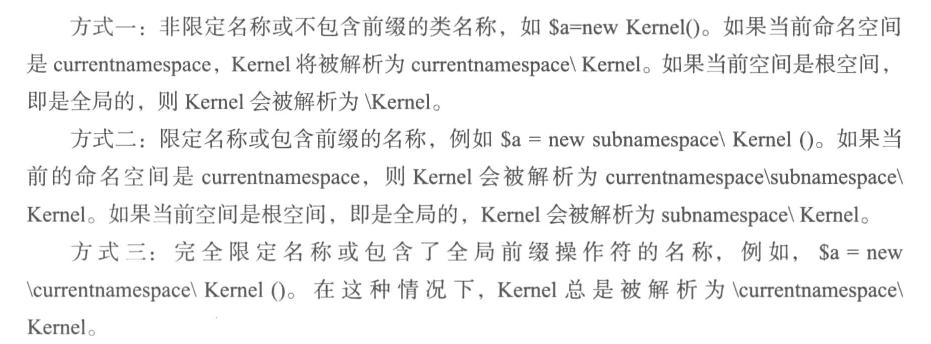 方式一：非限定名称或不包含前缀的类名称，如 $a=new Kernel()。如果当前命名空间
是 currentnamespace，Kernel 将被解析为 currentnamespace\ Kernel。如果当前空间是根空间，
即是全局的，则 Kernel 会被解析为 \Kernel。
方式二：限定名称或包含前缀的名称，例如 $a = new subnamespace\ Kernel ()。如果当
前的命名空间是 currentnamespace，则 Kernel 会被解析为 currentnamespace\subnamespace\
Kernel。如果当前空间是根空间，即是全局的，Kernel 会被解析为 subnamespace\ Kernel。
方式三：完全限定名称或包含了全局前缀操作符的名称，例如，$a = new
\currentnamespace\ Kernel ()。在这种情况下，Kernel 总是被解析为 \currentnamespace\
Kernel。